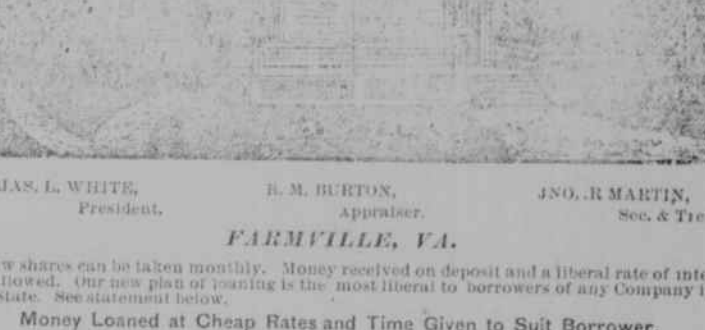 JAS. L. WHITE, R. M. BURTON, JNO. .R MARTIN,
President. Appraiser. Sec. & Tre
FARMVILLE, VA.
w shares can be taken monthly. Money received on deposit and a liberal rate of inte
llowed. Our new plan of loaning is the most liberal to borrowers of any Company i
state. See statement below.
Money Loaned at Cheap Rates and Time Given to Suit Borrower